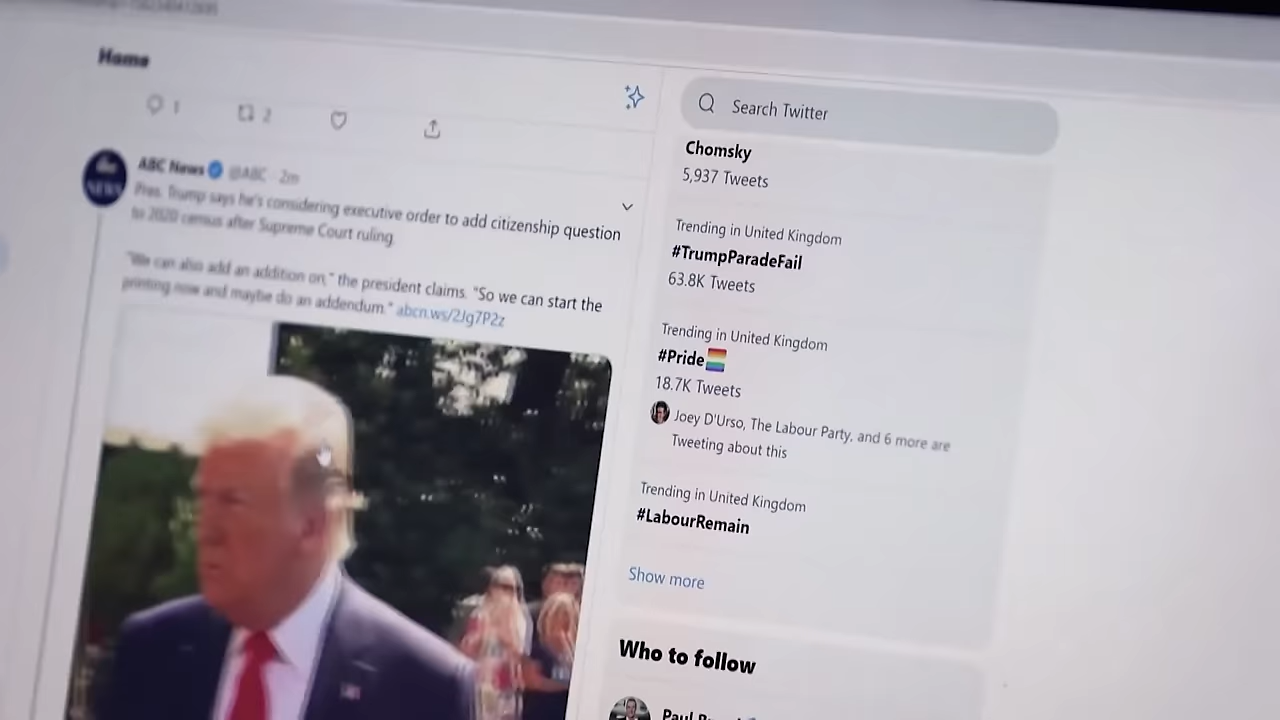 Home
1
2
ABC News @ABC · 2m
Pres. Trump says he's considering executive order to add citizenship question
to 2020 census after Supreme Court ruling.
"We can also add an addition on," the president claims. "So we can start the
printing now and maybe do an addendum." abcn.ws/2Jg7P2z
NEWS
Search Twitter
Chomsky
5,937 Tweets
Trending in United Kingdom
#TrumpParadeFail
63.8K Tweets
Trending in United Kingdom
#Pride
18.7K Tweets
Joey D'Urso, The Labour Party, and 6 more are
Tweeting about this
Trending in United Kingdom
#LabourRemain
Show more
Who to follow
Paul